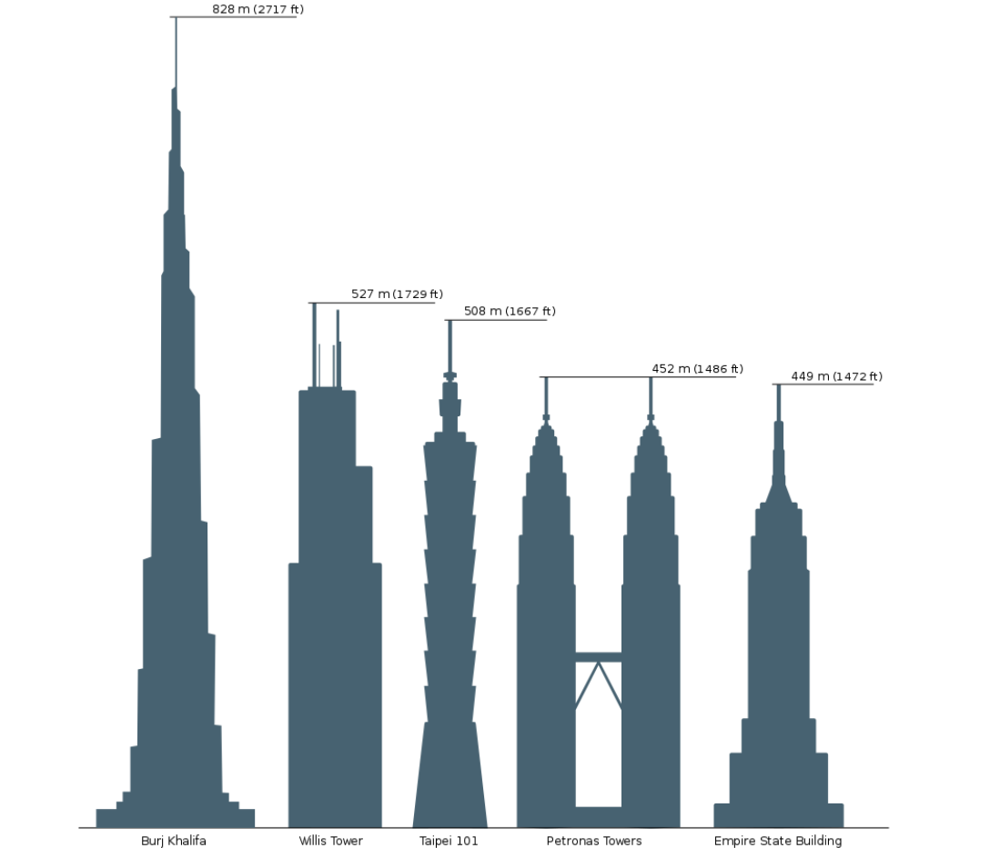 828 m (2717 ft)
527 m (1729 ft)
508 m (1667 ft)
452 m (1486 ft)
449 m (1472 ft)
Burj Khalifa
Willis Tower
Taipei 101
Petronas Towers
Empire State Building